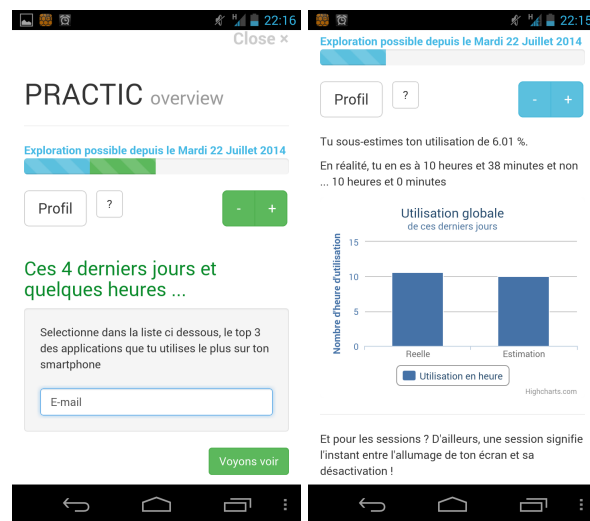 H 22:16
Close ×
PRACTIC overview
Exploration possible depuis le Mardi 22 Juillet 2014
Profil ? - +
Ces 4 derniers jours et
quelques heures ...
Selectionne dans la liste ci dessous, le top 3
des applications que tu utilises le plus sur ton
smartphone
E-mail
Voyons voir
H 22:15
Exploration possible depuis le Mardi 22 Juillet 2014
Profil ? - +
Tu sous-estimes ton utilisation de 6.01 %.
En réalité, tu en es à 10 heures et 38 minutes et non
... 10 heures et 0 minutes
Utilisation globale
de ces derniers jours
Nombre d'heure d'utilisation
15
10
5
0
Reelle Estimation
Utilisation en heure
Highcharts.com
Et pour les sessions ? D'ailleurs, une session signifie
l'instant entre l'allumage de ton écran et sa
désactivation !